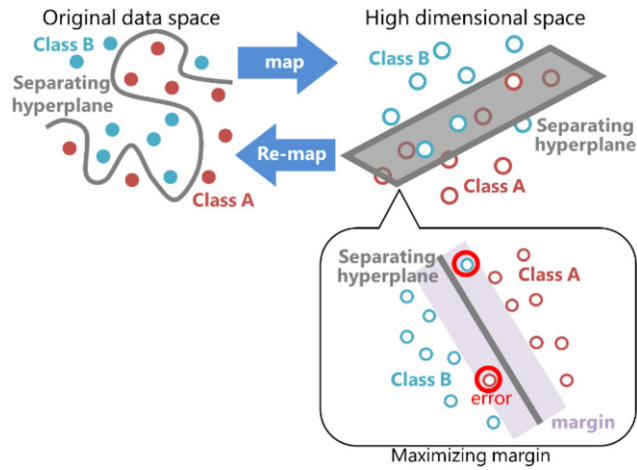 Original data space
Class B
Separating
hyperplane
Class A
map
Re-map
High dimensional space
Class B
Separating
hyperplane
Class A
Separating
hyperplane
Class A
Class B
error
margin
Maximizing margin